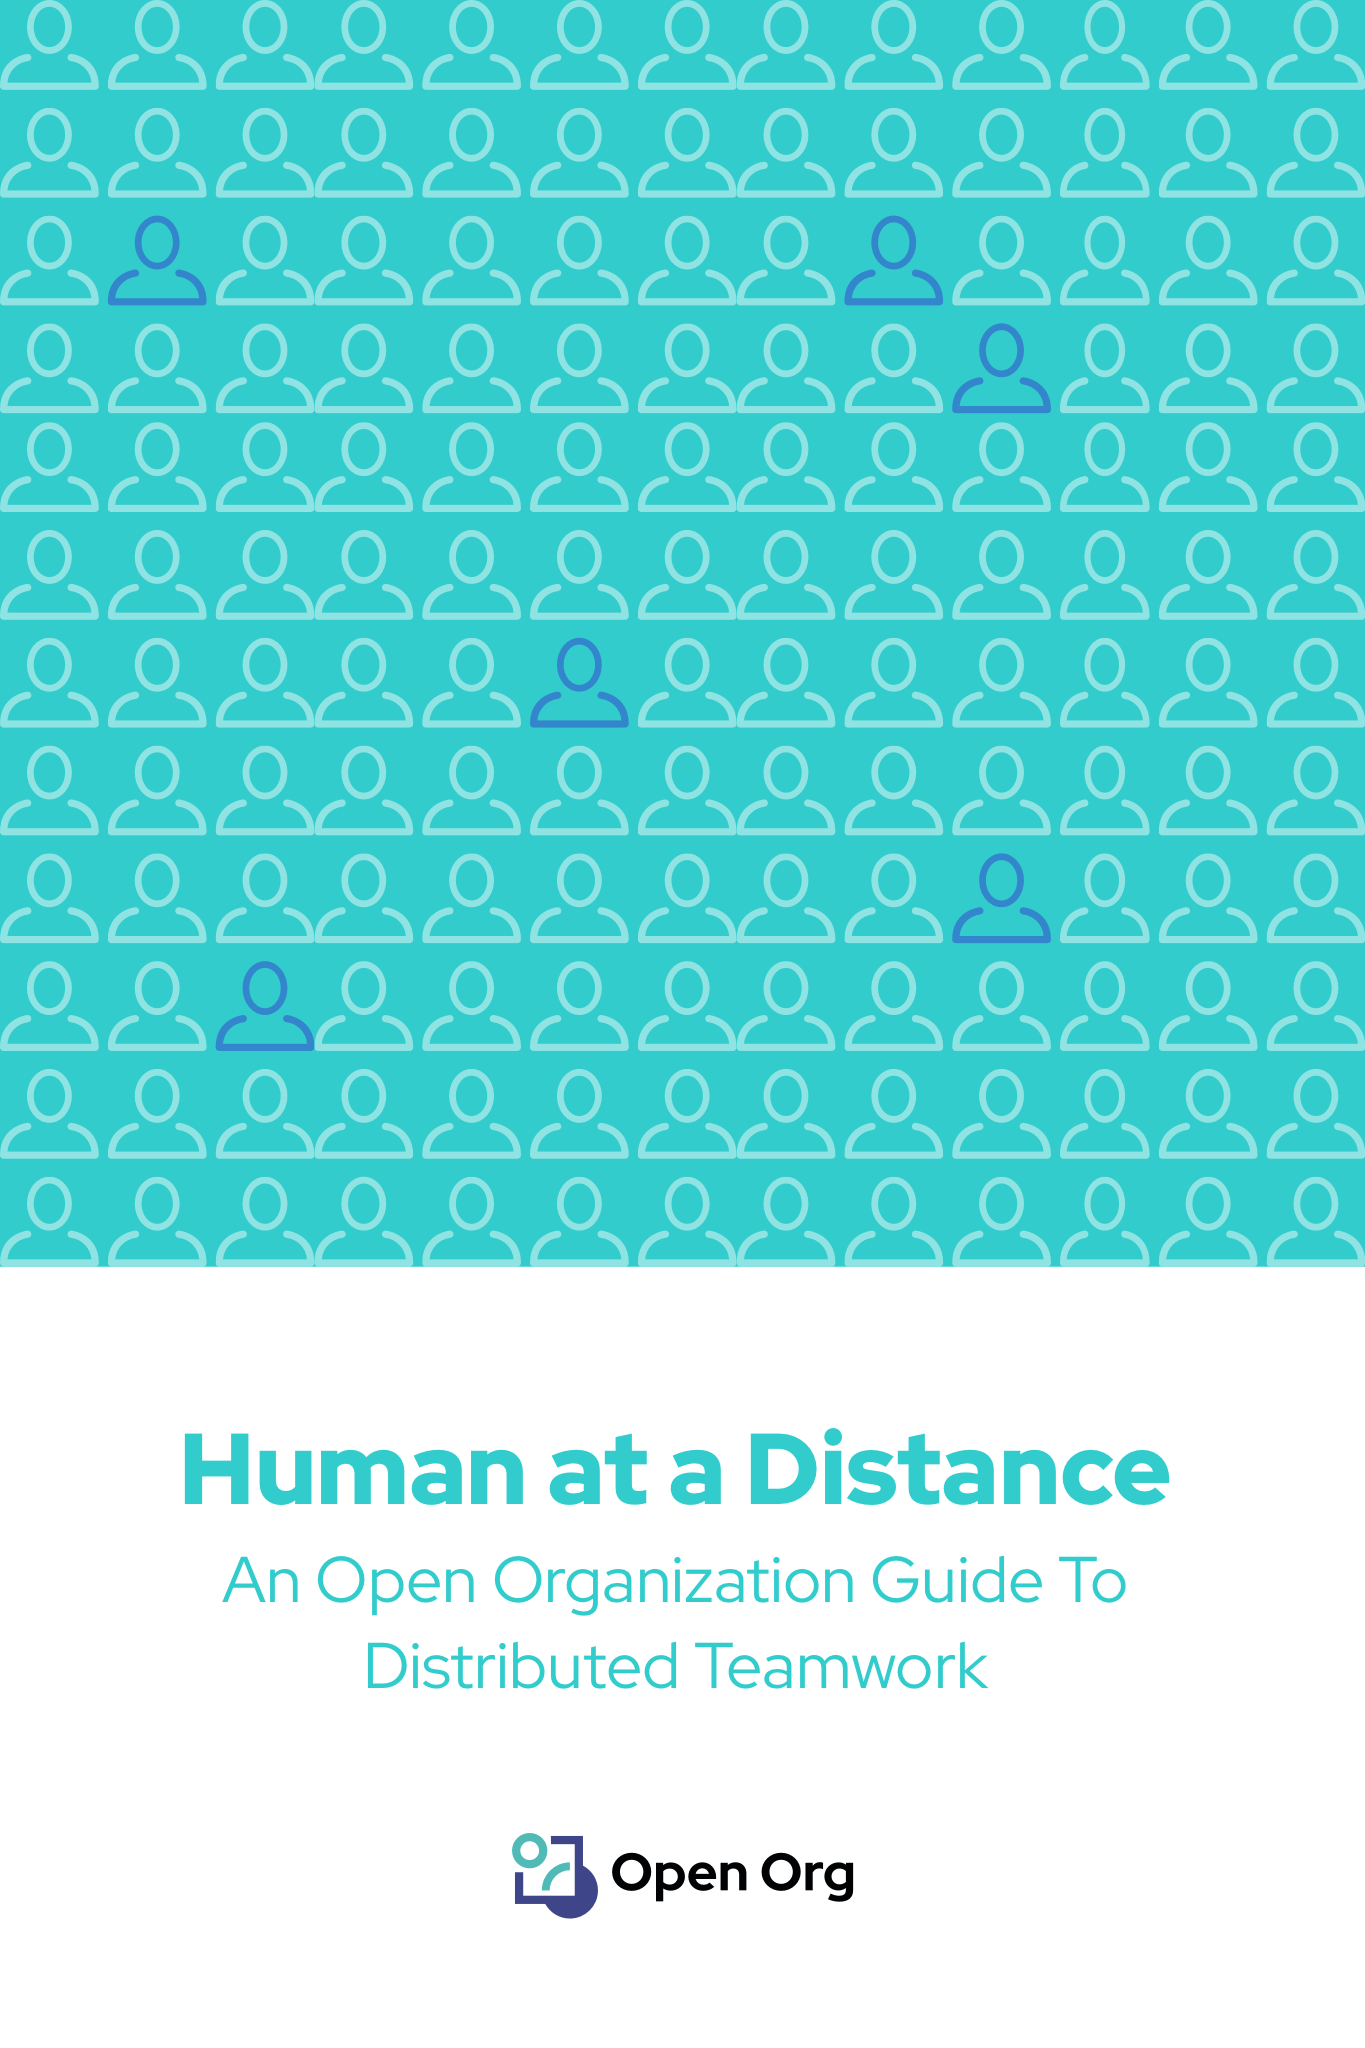 Human at a Distance
An Open Organization Guide To
Distributed Teamwork
Open Org